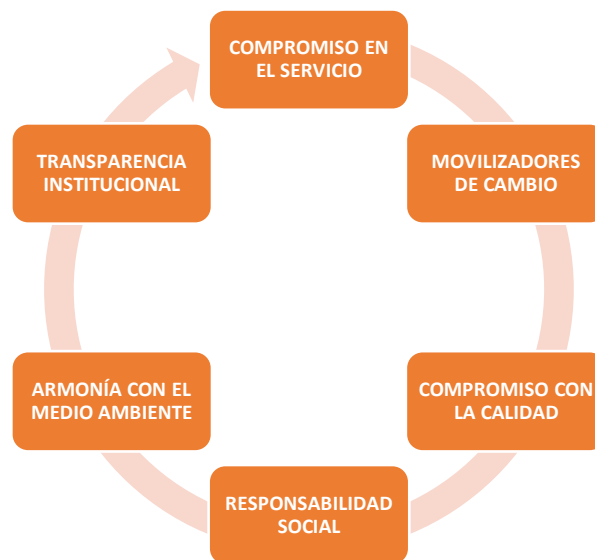 COMPROMISO EN
EL SERVICIO
MOVILIZADORES
DE CAMBIO
COMPROMISO CON
LA CALIDAD
RESPONSABILIDAD
SOCIAL
ARMONÍA CON EL
MEDIO AMBIENTE
TRANSPARENCIA
INSTITUCIONAL